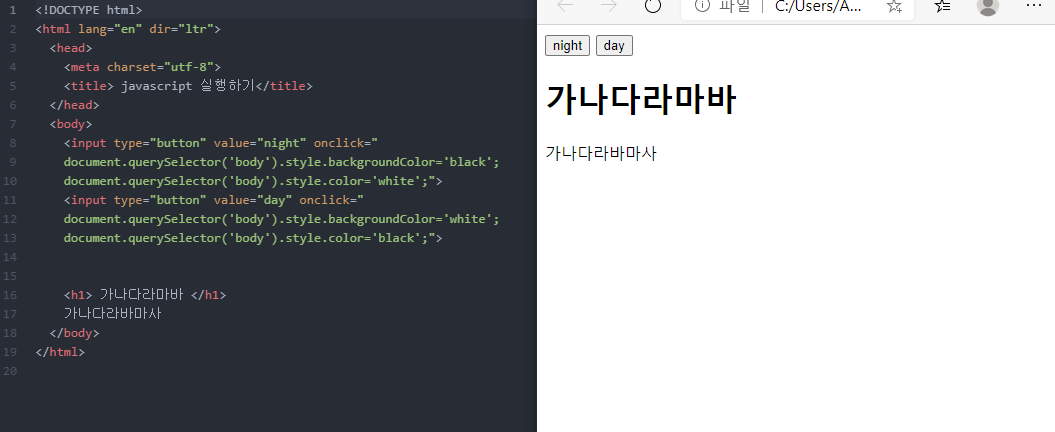 1 <!DOCTYPE html>
2 <html lang="en" dir="ltr">
3 <head>
4 <meta charset="utf-8">
5 <title> javascript 실행하기</title>
6 </head>
7 <body>
8 <input type="button" value="night" onclick="
9 document.querySelector('body').style.backgroundColor='black';
10 document.querySelector('body').style.color='white';">
11 <input type="button" value="day" onclick="
12 document.querySelector('body').style.backgroundColor='white';
13 document.querySelector('body').style.color='black';">
14
15
16 <h1> 가나다라마바 </h1>
17 가나다라바마사
18 </body>
19 </html>
20
파일 C:/Users/A...
night day
가나다라마바
가나다라바마사